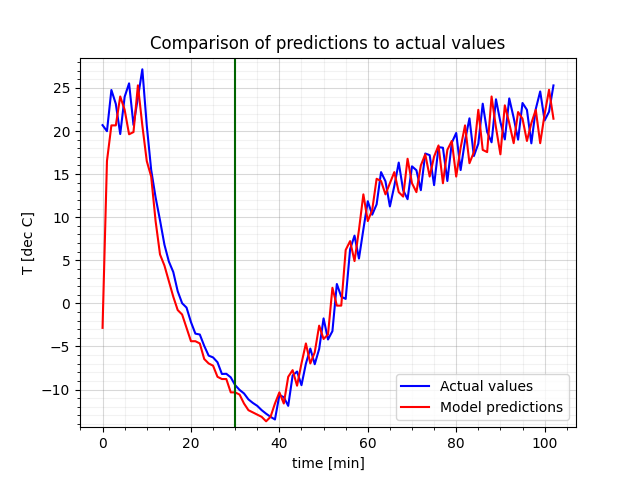 Comparison of predictions to actual values
T [dec C]
25
20
15
10
5
0
−5
−10
0
20
40
60
80
100
time [min]
Actual values
Model predictions